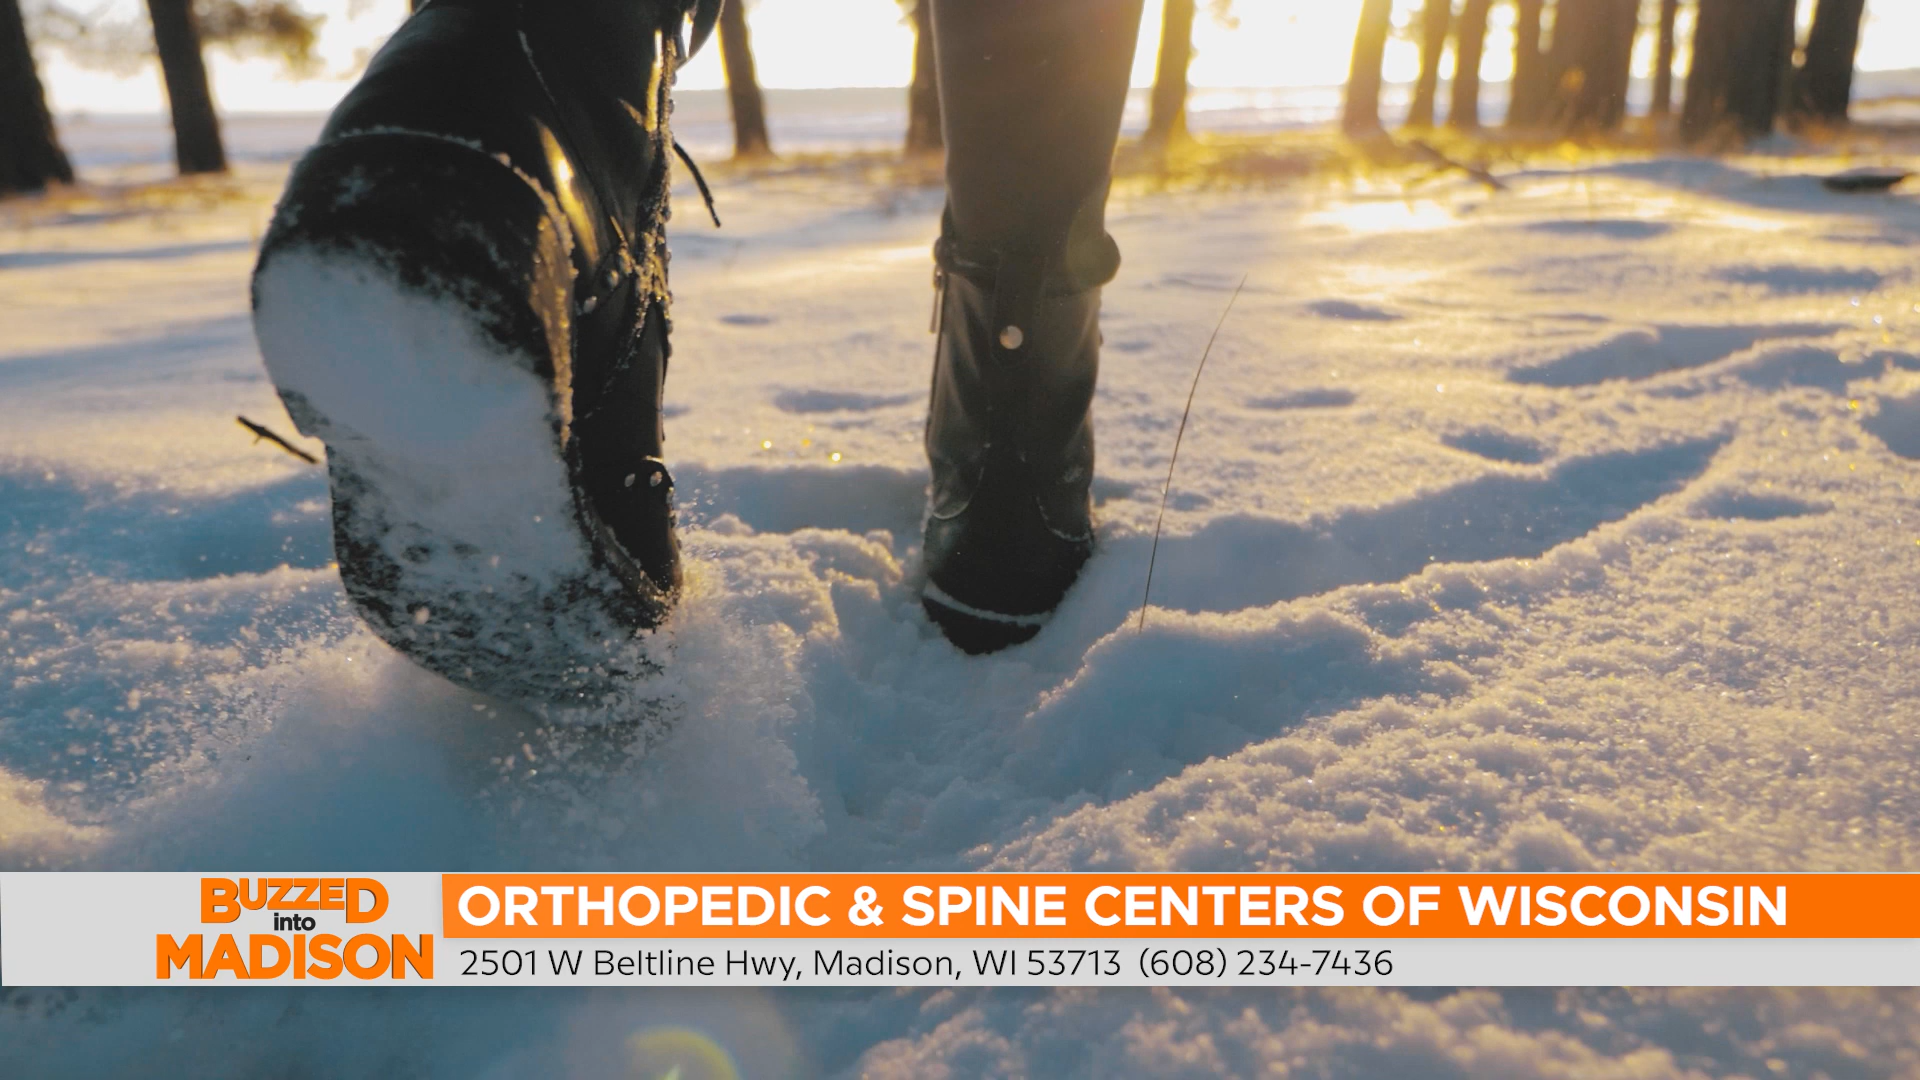 BUZZED
into
MADISON
ORTHOPEDIC & SPINE CENTERS OF WISCONSIN
2501 W Beltline Hwy, Madison, WI 53713 (608) 234-7436